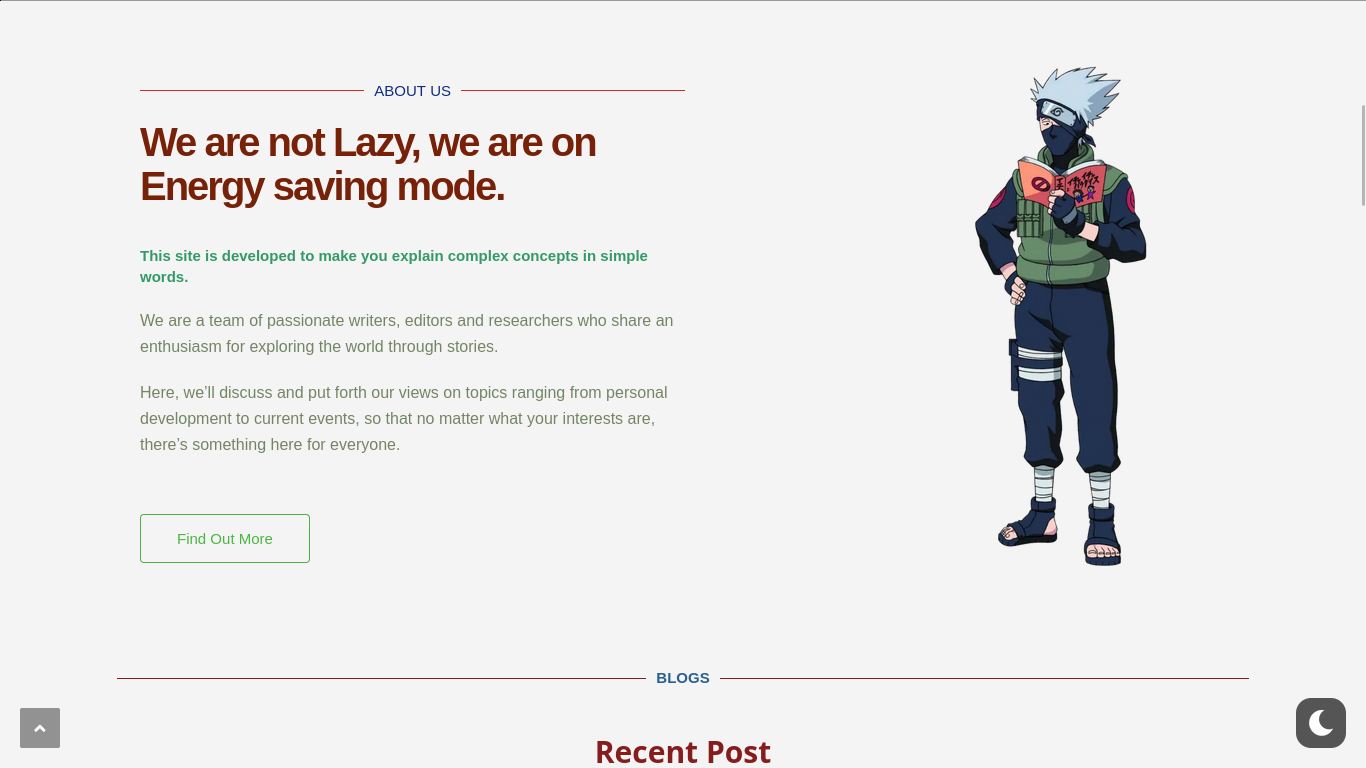 ABOUT US
We are not Lazy, we are on
Energy saving mode.
This site is developed to make you explain complex concepts in simple
words.
We are a team of passionate writers, editors and researchers who share an
enthusiasm for exploring the world through stories.
Here, we’ll discuss and put forth our views on topics ranging from personal
development to current events, so that no matter what your interests are,
there’s something here for everyone.
Find Out More
BLOGS
Recent Post